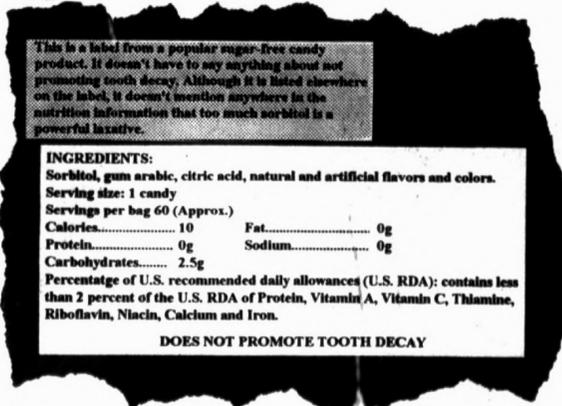 This is a label from a popular sugar-free candy
product. It doesn't have to say anything about not
promoting tooth decay. Although it is listed elsewhere
on the label, it doesn't mention anywhere in the
nutrition information that too much sorbitol is a
powerful laxative.
INGREDIENTS:
Sorbitol, gum arabic, citric acid, natural and artificial flavors and colors.
Serving size: 1 candy
Servings per bag 60 (Approx.)
Calories...................... 10 Fat.............................. 0g
Protein....................... 0g Sodium....................... 0g
Carbohydrates........ 2.5g
Percentatge of U.S. recommended daily allowances (U.S. RDA): contains less
than 2 percent of the U.S. RDA of Protein, Vitamin A, Vitamin C, Thiamine,
Riboflavin, Niacin, Calcium and Iron.
DOES NOT PROMOTE TOOTH DECAY